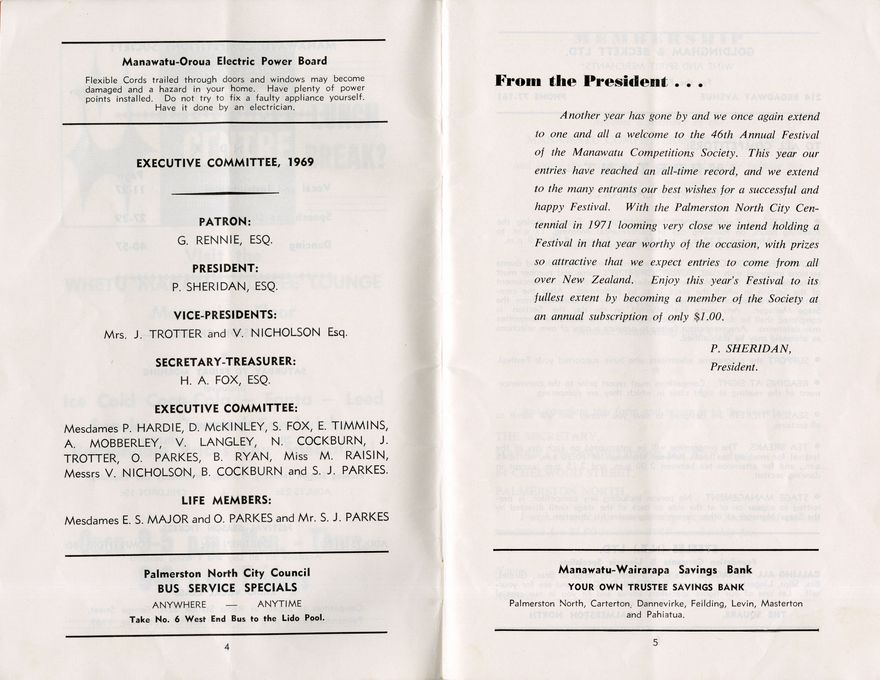 Manawatu-Oroua Electric Power Board
Flexible Cords trailed through doors and windows may become
damaged and a hazard in your home. Have plenty of power
points installed. Do not try to fix a faulty appliance yourself.
Have it done by an electrician.
EXECUTIVE COMMITTEE, 1969
PATRON:
G. RENNIE, ESQ.
PRESIDENT:
P. SHERIDAN, ESQ.
VICE-PRESIDENTS:
Mrs. J. TROTTER and V. NICHOLSON Esq.
SECRETARY-TREASURER:
H. A. FOX, ESQ.
EXECUTIVE COMMITTEE:
Mesdames P. HARDIE, D. McKINLEY, S. FOX, E. TIMMINS,
A. MOBBERLEY, V. LANGLEY, N. COCKBURN, J.
TROTTER, O. PARKES, B. RYAN, Miss M. RAISIN,
Messrs V. NICHOLSON, B. COCKBURN and S. J. PARKES.
LIFE MEMBERS:
Mesdames E. S. MAJOR and O. PARKES and Mr. S. J. PARKES
Palmerston North City Council
BUS SERVICE SPECIALS
ANYWHERE — ANYTIME
Take No. 6 West End Bus to the Lido Pool.
4
From the President . . .
Another year has gone by and we once again extend
to one and all a welcome to the 46th Annual Festival
of the Manawatu Competitions Society. This year our
entries have reached an all-time record, and we extend
to the many entrants our best wishes for a successful and
happy Festival. With the Palmerston North City Cen-
tennial in 1971 looming very close we intend holding a
Festival in that year worthy of the occasion, with prizes
so attractive that we expect entries to come from all
over New Zealand. Enjoy this year's Festival to its
fullest extent by becoming a member of the Society at
an annual subscription of only $1.00.
P. SHERIDAN,
President.
Manawatu-Wairarapa Savings Bank
YOUR OWN TRUSTEE SAVINGS BANK
Palmerston North, Carterton, Dannevirke, Feilding, Levin, Masterton
and Pahiatua.
5